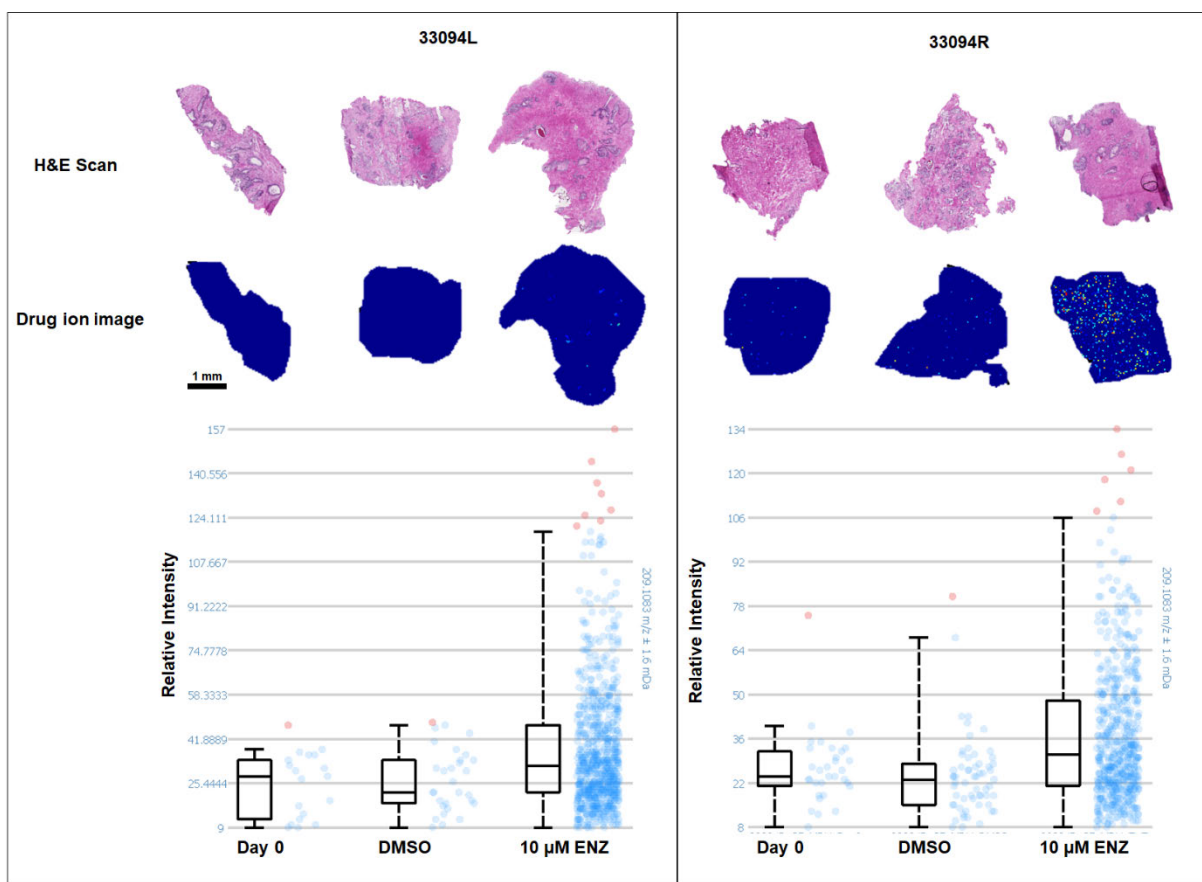 33094L
33094R
H&E Scan
Drug ion image
1 mm
157
140.556
124.111
107.667
91.2222
74.7778
58.3333
41.8889
25.4444
9
Relative Intensity
209.1083 m/z ± 1.6 mDa
Day 0 DMSO 10 µM ENZ
134
120
106
92
78
64
50
36
22
8
Relative Intensity
209.1083 m/z ± 1.6 mDa
Day 0 DMSO 10 µM ENZ